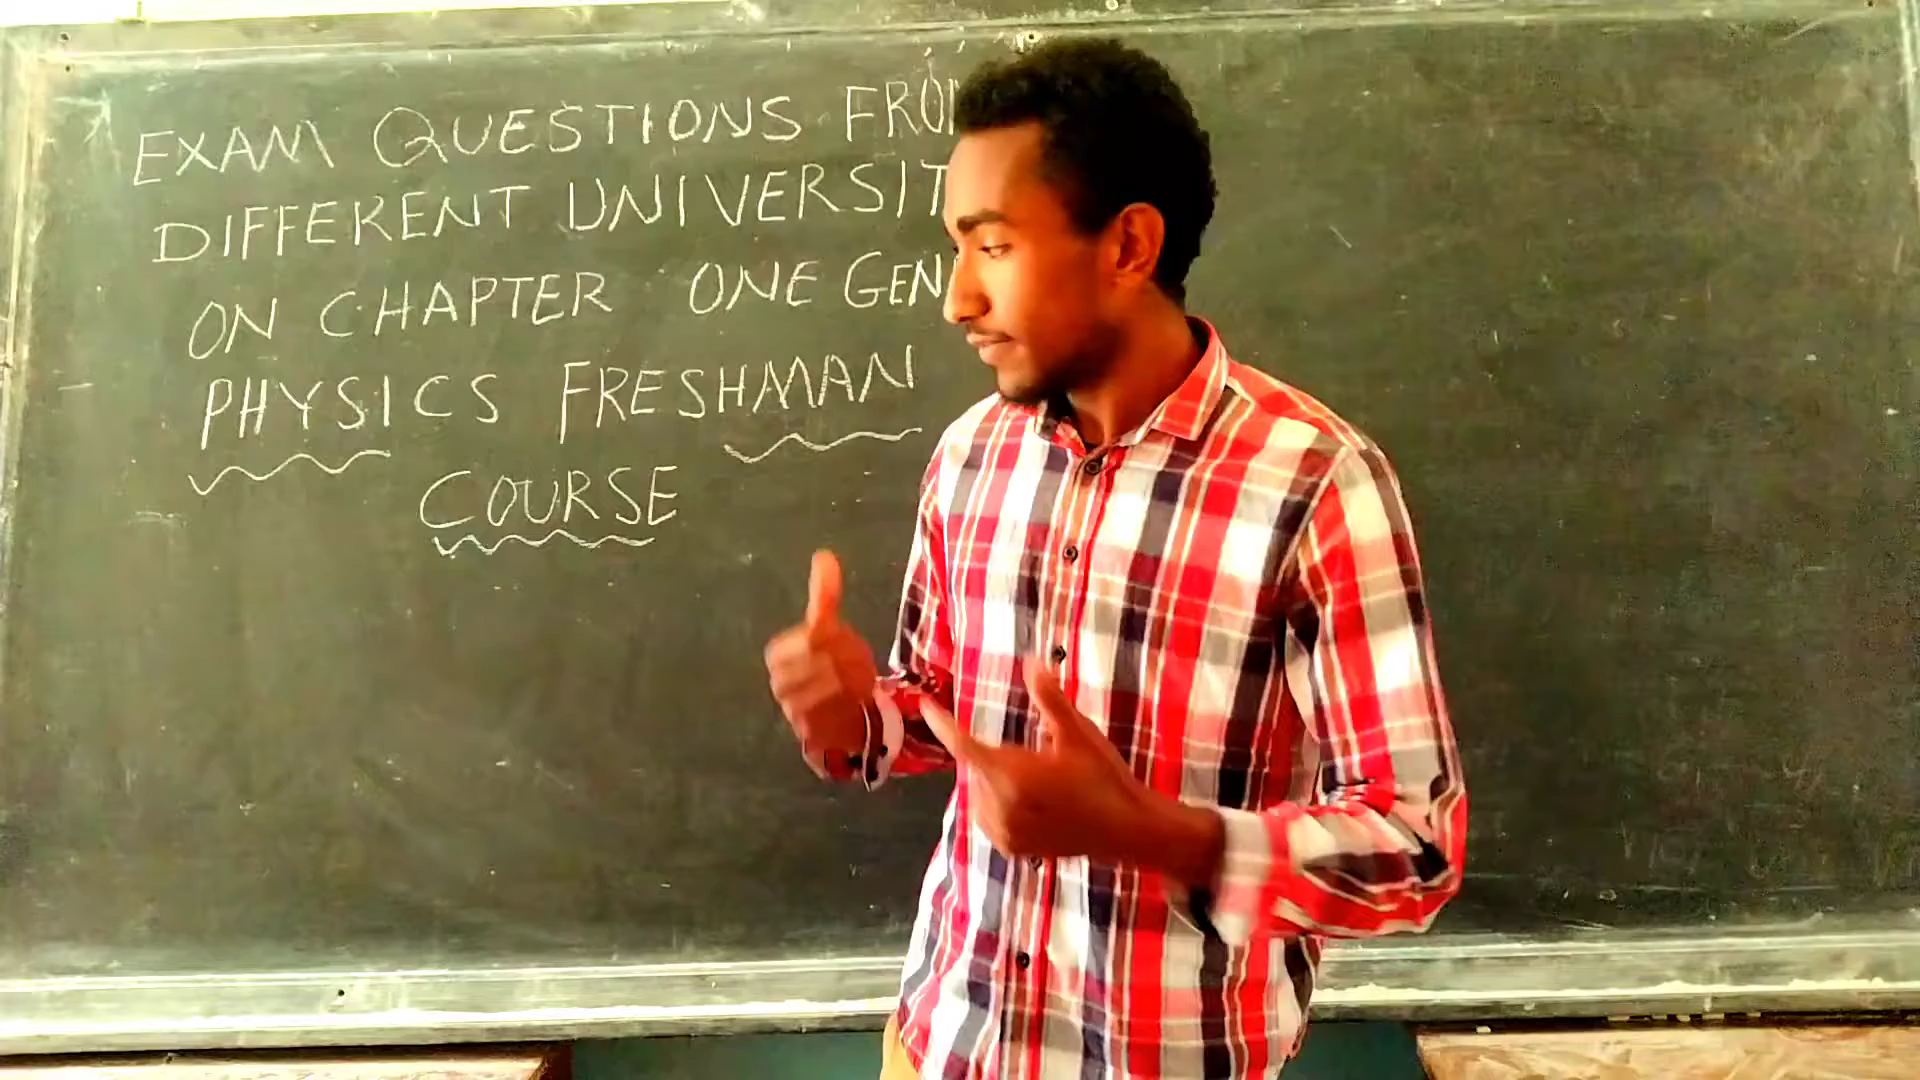 EXAM QUESTIONS FRO
DIFFERENT UNIVERSIT
ON CHAPTER ONE GEN
PHYSICS FRESHMAN
COURSE